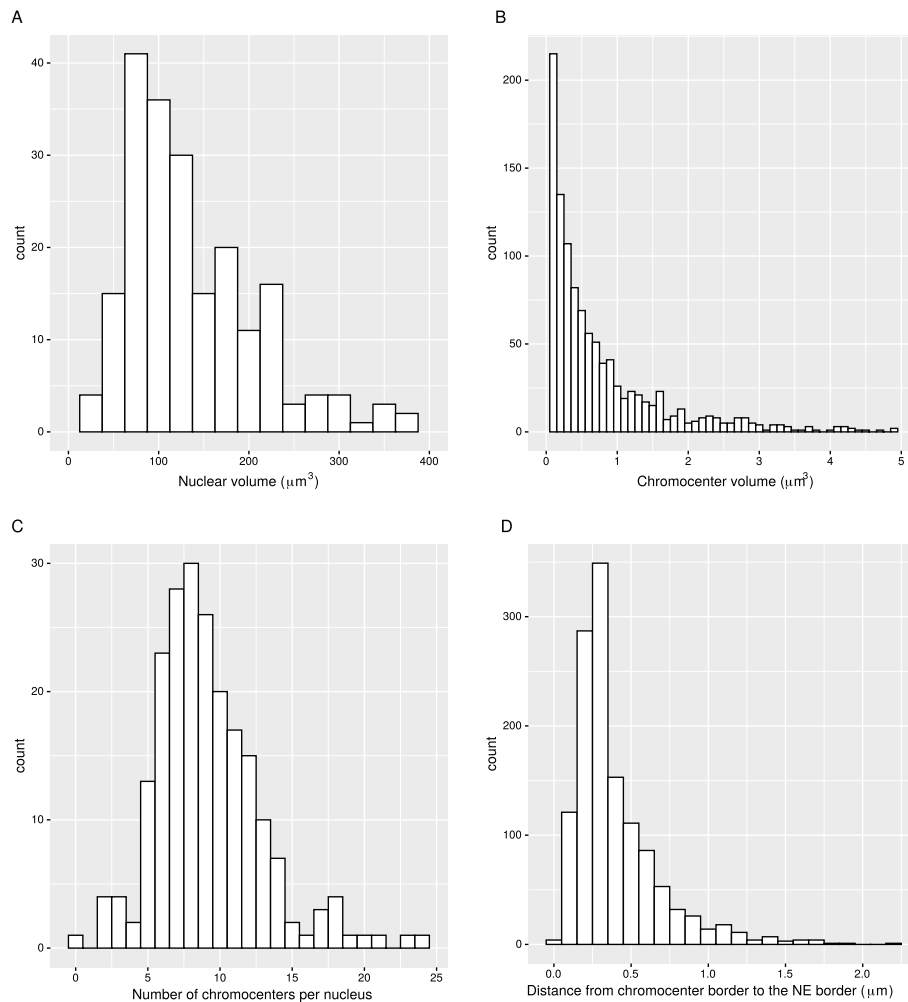 A
40
30
20
10
0
count
0 100 200 300 400
Nuclear volume (μm3)
B
200
150
100
50
0
count
0 1 2 3 4 5
Chromocenter volume (μm3)
C
30
20
10
0
count
0 5 10 15 20 25
Number of chromocenters per nucleus
D
300
200
100
0
count
0.0 0.5 1.0 1.5 2.0
Distance from chromocenter border to the NE border (μm)